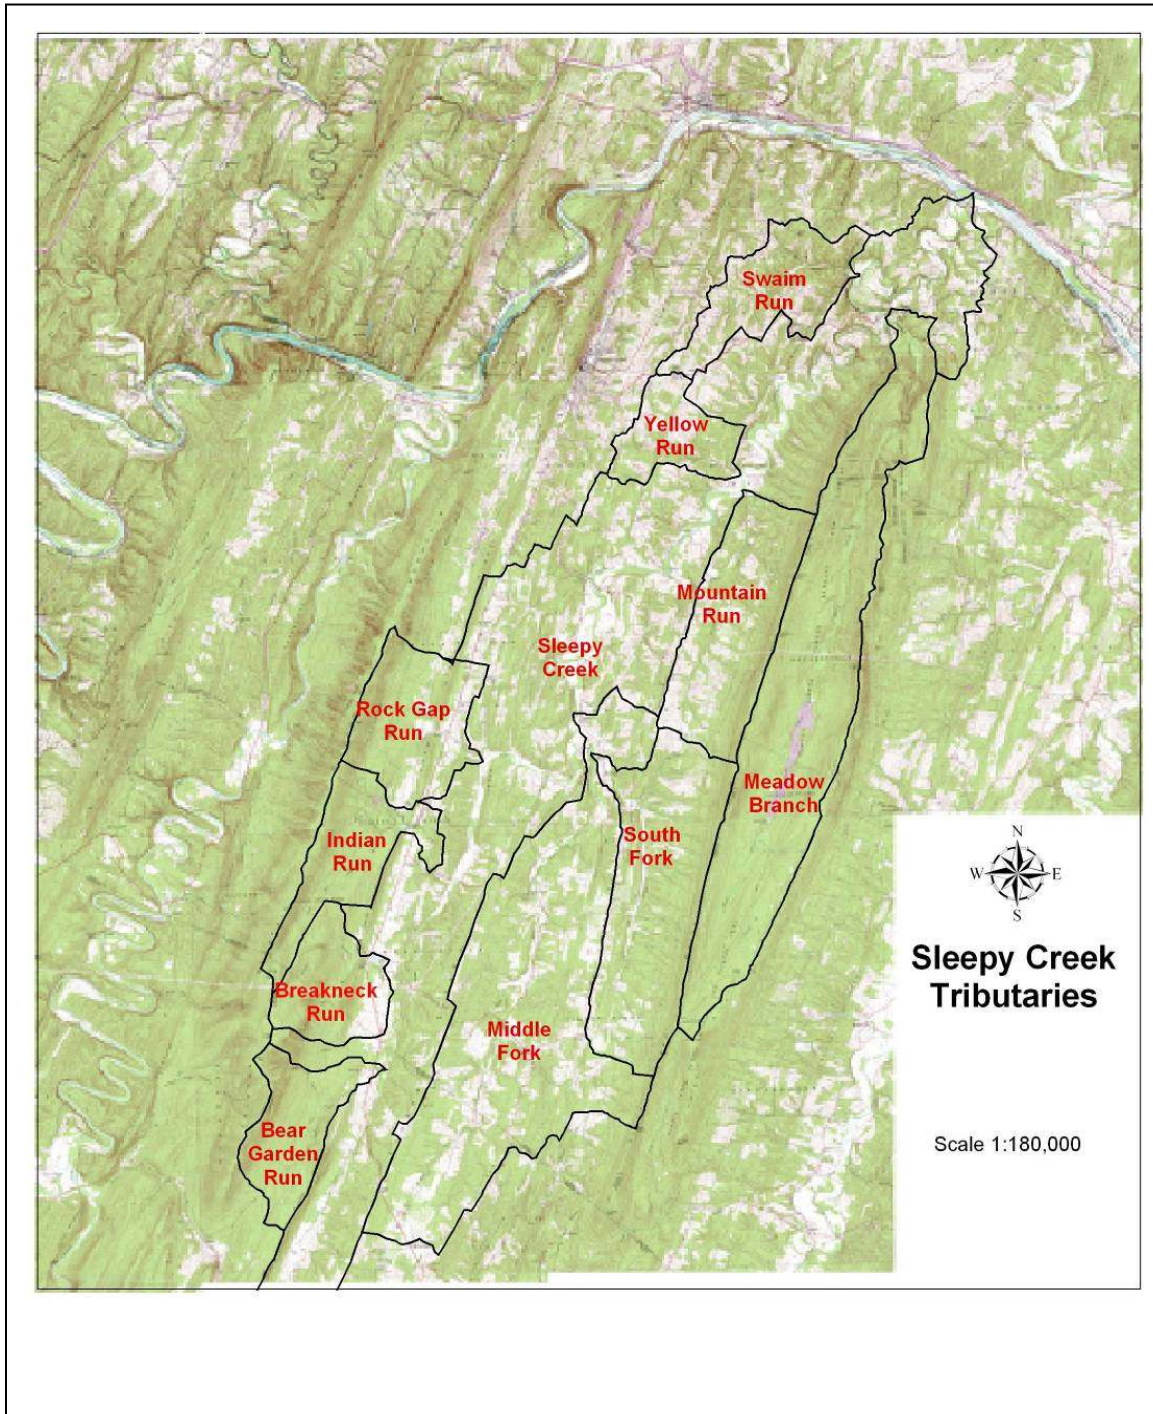 Swaim
Run
Yellow
Run
Mountain
Run
Sleepy
Creek
Rock Gap
Run
Meadow
Branch
Indian
Run
South
Fork
Breakneck
Run
Middle
Fork
Bear
Garden
Run
N
W E
S
Sleepy Creek
Tributaries
Scale 1:180,000